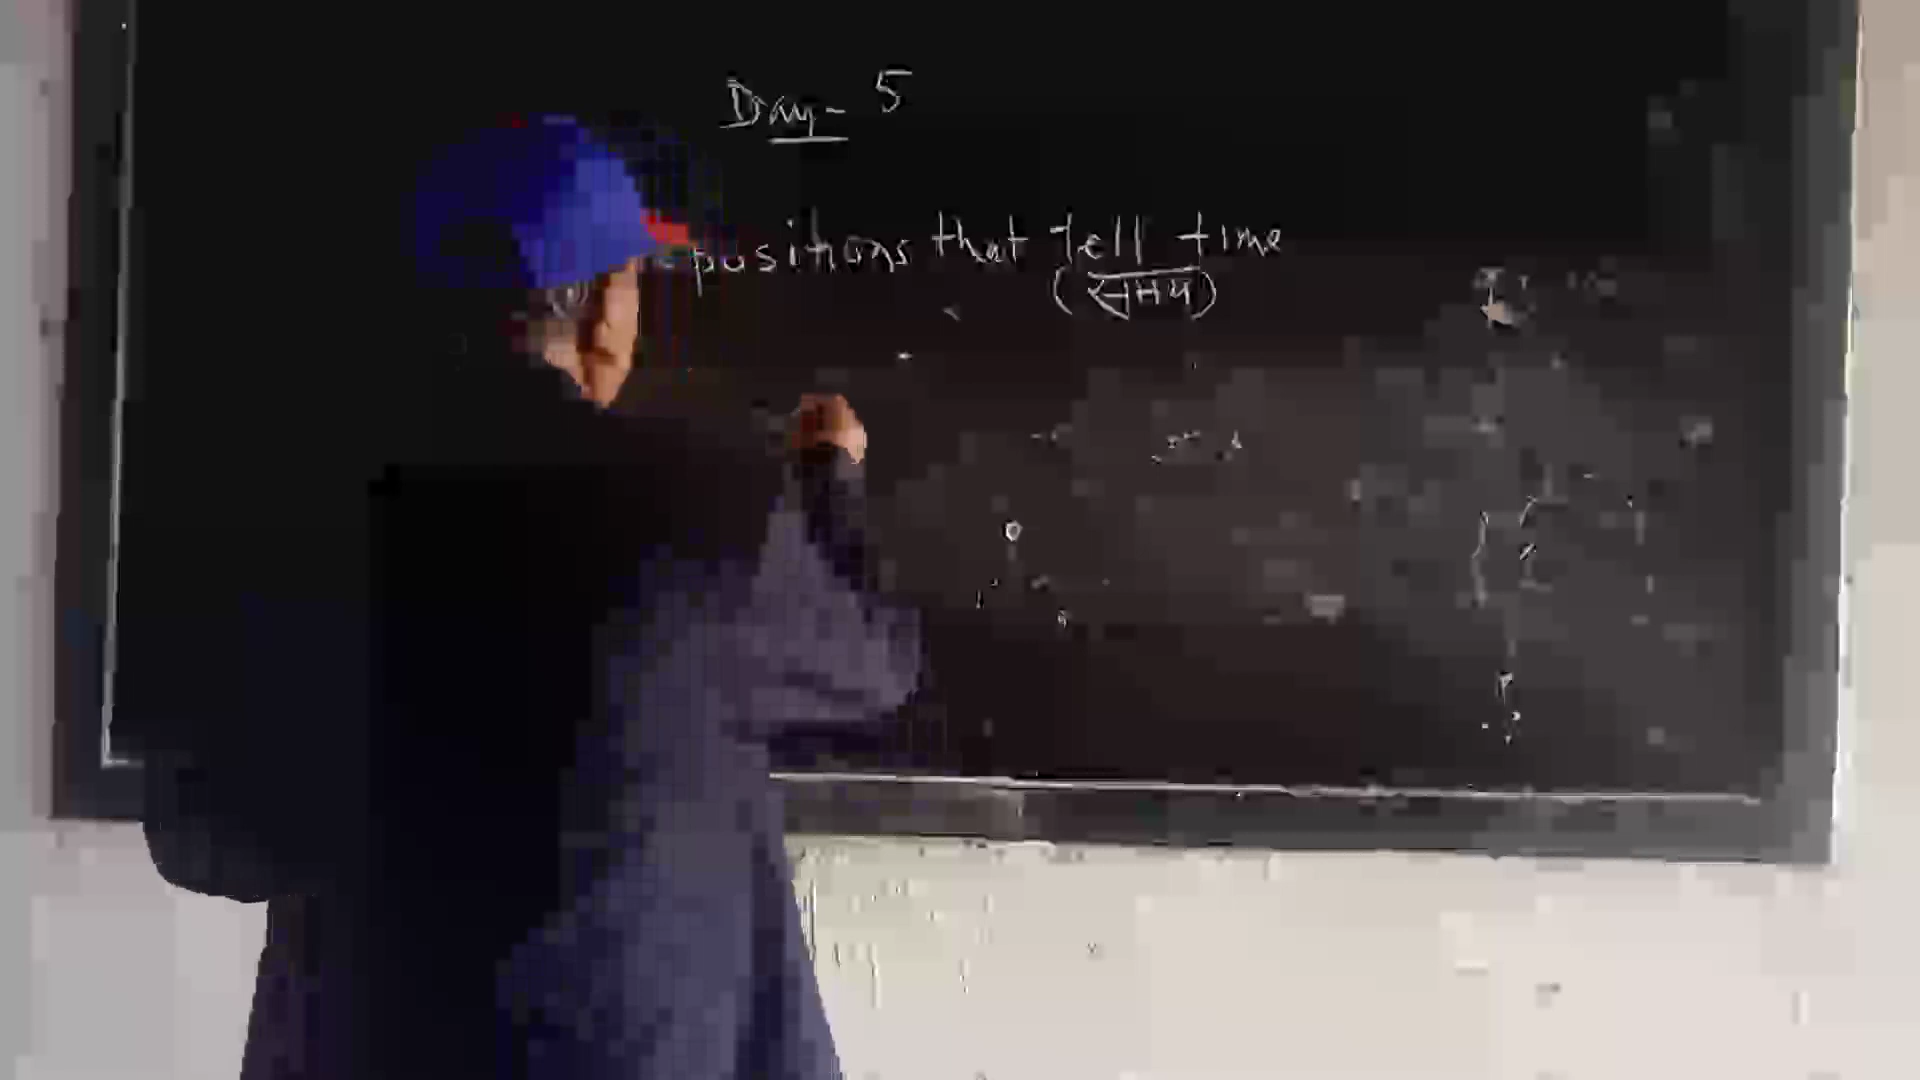 Day- 5
positions that tell time
(समय)